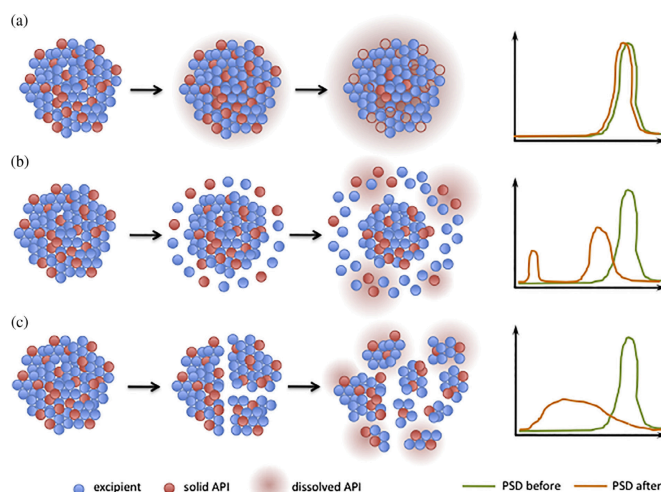 (a)
(b)
(c)
excipient solid API dissolved API PSD before PSD after